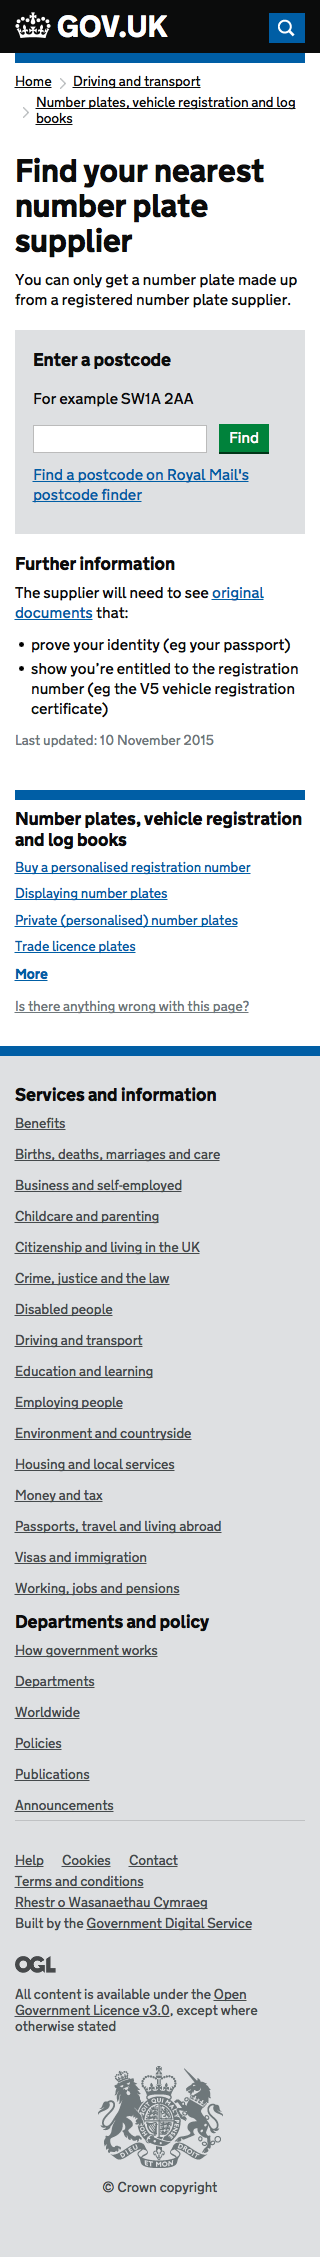 GOV.UK
Home
Driving and transport
Number plates, vehicle registration and log
books
Find your nearest
number plate
supplier
You can only get a number plate made up
from a registered number plate supplier.
Enter a postcode
For example SW1A 2AA
Find
Find a postcode on Royal Mail's
postcode finder
Further information
The supplier will need to see original
documents that:
• prove your identity (eg your passport)
• show you’re entitled to the registration
number (eg the V5 vehicle registration
certificate)
Last updated: 10 November 2015
Number plates, vehicle registration
and log books
Buy a personalised registration number
Displaying number plates
Private (personalised) number plates
Trade licence plates
More
Is there anything wrong with this page?
Services and information
Benefits
Births, deaths, marriages and care
Business and self-employed
Childcare and parenting
Citizenship and living in the UK
Crime, justice and the law
Disabled people
Driving and transport
Education and learning
Employing people
Environment and countryside
Housing and local services
Money and tax
Passports, travel and living abroad
Visas and immigration
Working, jobs and pensions
Departments and policy
How government works
Departments
Worldwide
Policies
Publications
Announcements
Help Cookies Contact
Terms and conditions
Rhestr o Wasanaethau Cymraeg
Built by the Government Digital Service
OGL
All content is available under the Open
Government Licence v3.0, except where
otherwise stated
DIEU ET MON DROIT
© Crown copyright